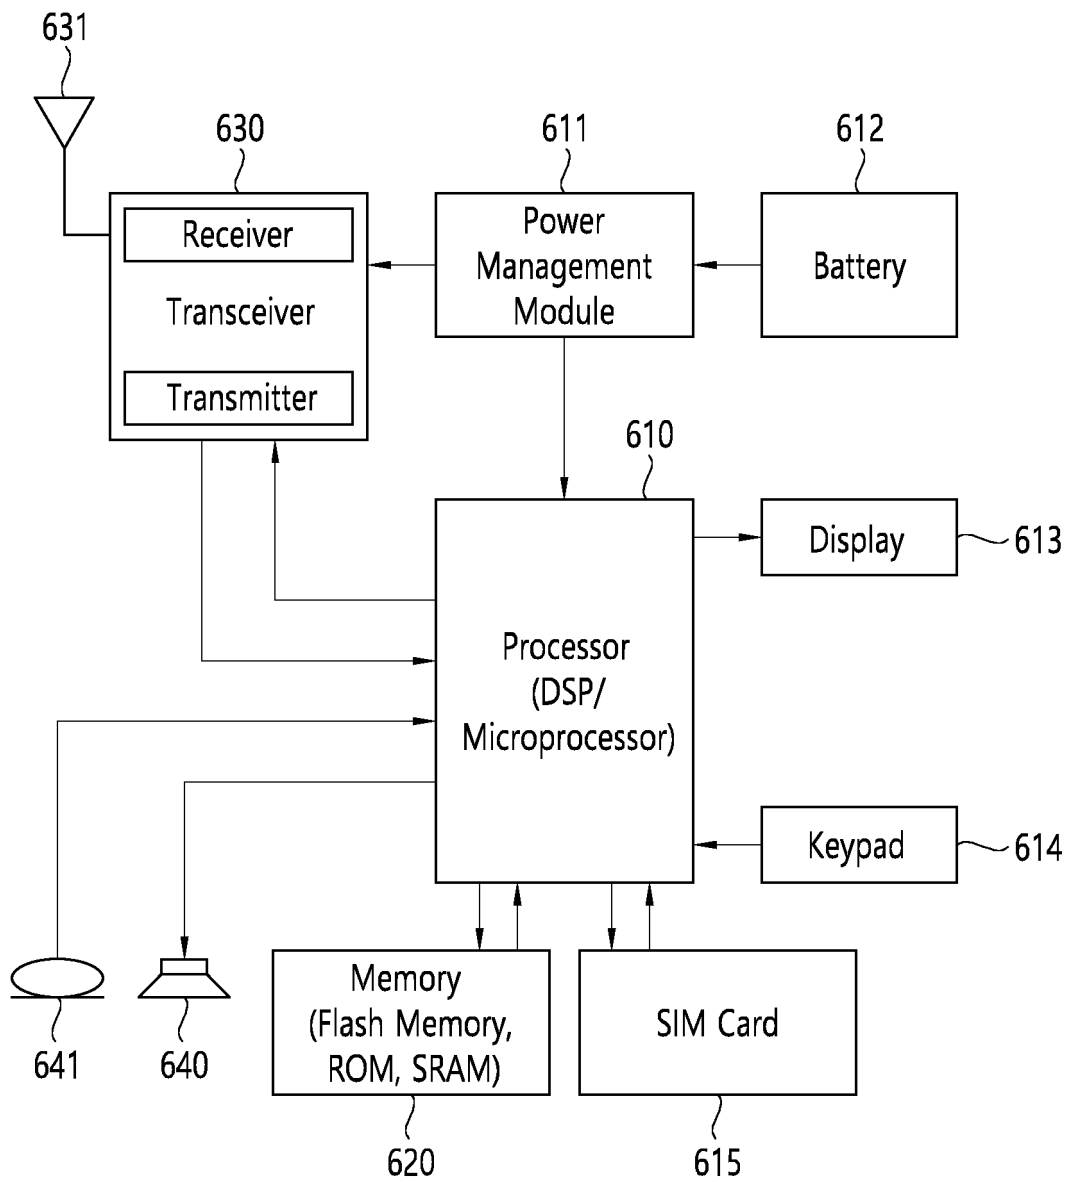 631
630
611
612
Receiver
Transceiver
Transmitter
Power
Management
Module
Battery
610
Display
613
Processor
(DSP/
Microprocessor)
Keypad
614
641
640
Memory
(Flash Memory,
ROM, SRAM)
SIM Card
620
615